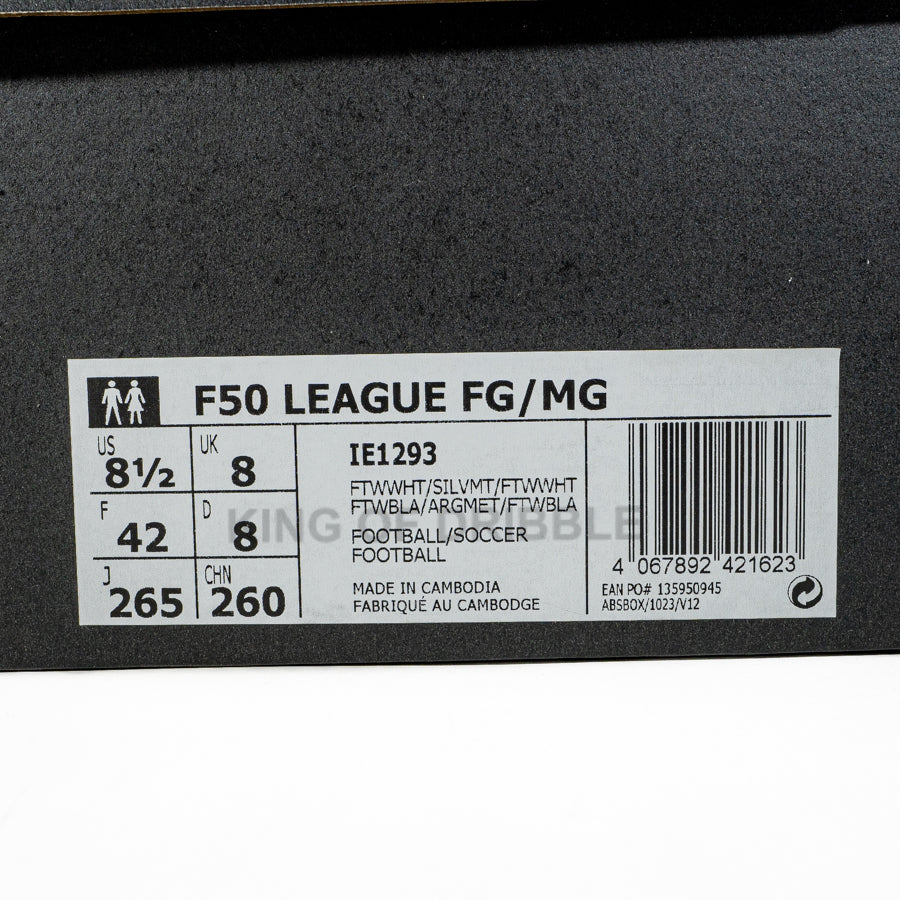 F50 LEAGUE FG/MG
US 8½ UK 8
F 42 D 8
J 265 CHN 260
IE1293
FTWWHT/SILVMT/FTWWHT
FTWBLA/ARGMET/FTWBLA
FOOTBALL/SOCCER
FOOTBALL
MADE IN CAMBODIA
FABRIQUÉ AU CAMBODGE
4 067892 421623
EAN PO# 135950945
ABSBOX/1023/V12
KING OF DRIBBLE